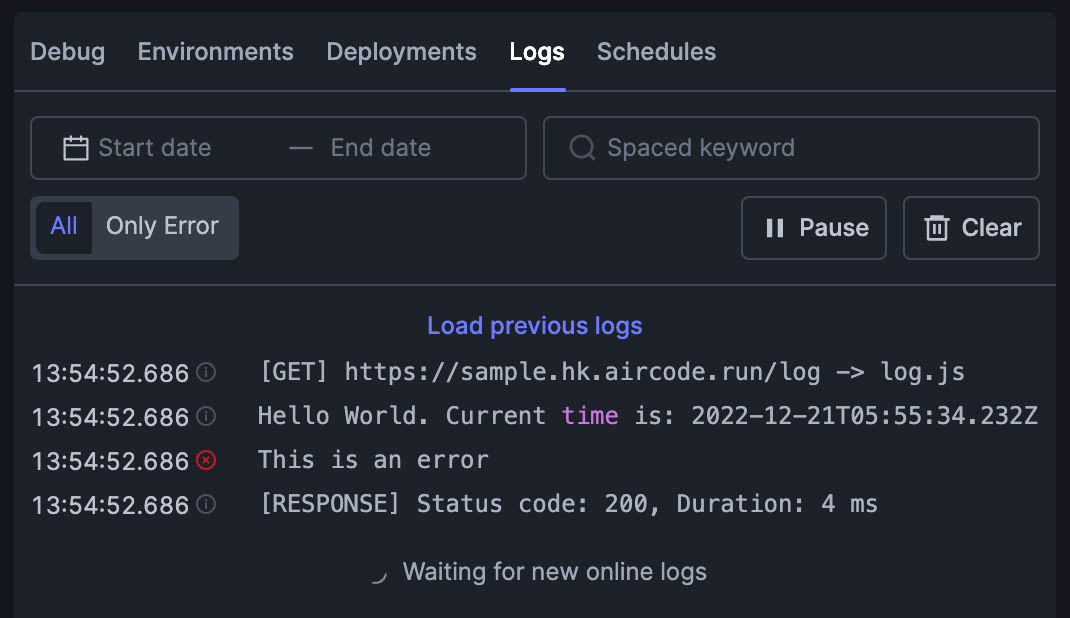 Debug Environments Deployments Logs Schedules
Start date — End date Spaced keyword
All Only Error Pause Clear
Load previous logs
13:54:52.686 [GET] https://sample.hk.aircode.run/log -> log.js
13:54:52.686 Hello World. Current time is: 2022-12-21T05:55:34.232Z
13:54:52.686 This is an error
13:54:52.686 [RESPONSE] Status code: 200, Duration: 4 ms
Waiting for new online logs